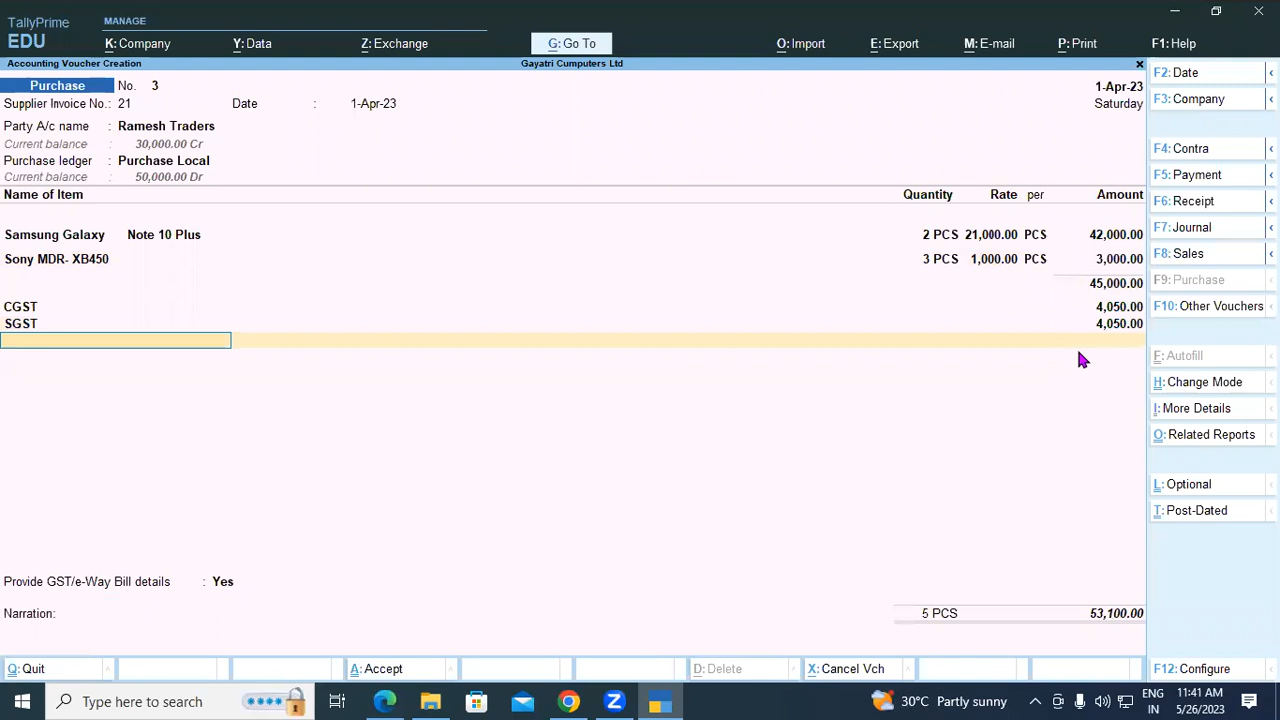 TallyPrime
EDU
MANAGE
K: Company
Y: Data
Z: Exchange
G: Go To
O: Import
E: Export
M: E-mail
P: Print
F1: Help
Accounting Voucher Creation
Gayatri Cumputers Ltd
Purchase No. 3
1-Apr-23
Supplier Invoice No.: 21 Date : 1-Apr-23
Saturday
Party A/c name : Ramesh Traders
Current balance : 30,000.00 Cr
Purchase ledger : Purchase Local
Current balance : 50,000.00 Dr
Name of Item Quantity Rate per Amount
Samsung Galaxy Note 10 Plus 2 PCS 21,000.00 PCS 42,000.00
Sony MDR- XB450 3 PCS 1,000.00 PCS 3,000.00
45,000.00
CGST 4,050.00
SGST 4,050.00
Provide GST/e-Way Bill details : Yes
Narration: 5 PCS 53,100.00
F2: Date
F3: Company
F4: Contra
F5: Payment
F6: Receipt
F7: Journal
F8: Sales
F9: Purchase
F10: Other Vouchers
F: Autofill
H: Change Mode
I: More Details
O: Related Reports
L: Optional
T: Post-Dated
Q: Quit
A: Accept
D: Delete
X: Cancel Vch
F12: Configure
Type here to search
30°C Partly sunny
ENG
IN
11:41 AM
5/26/2023